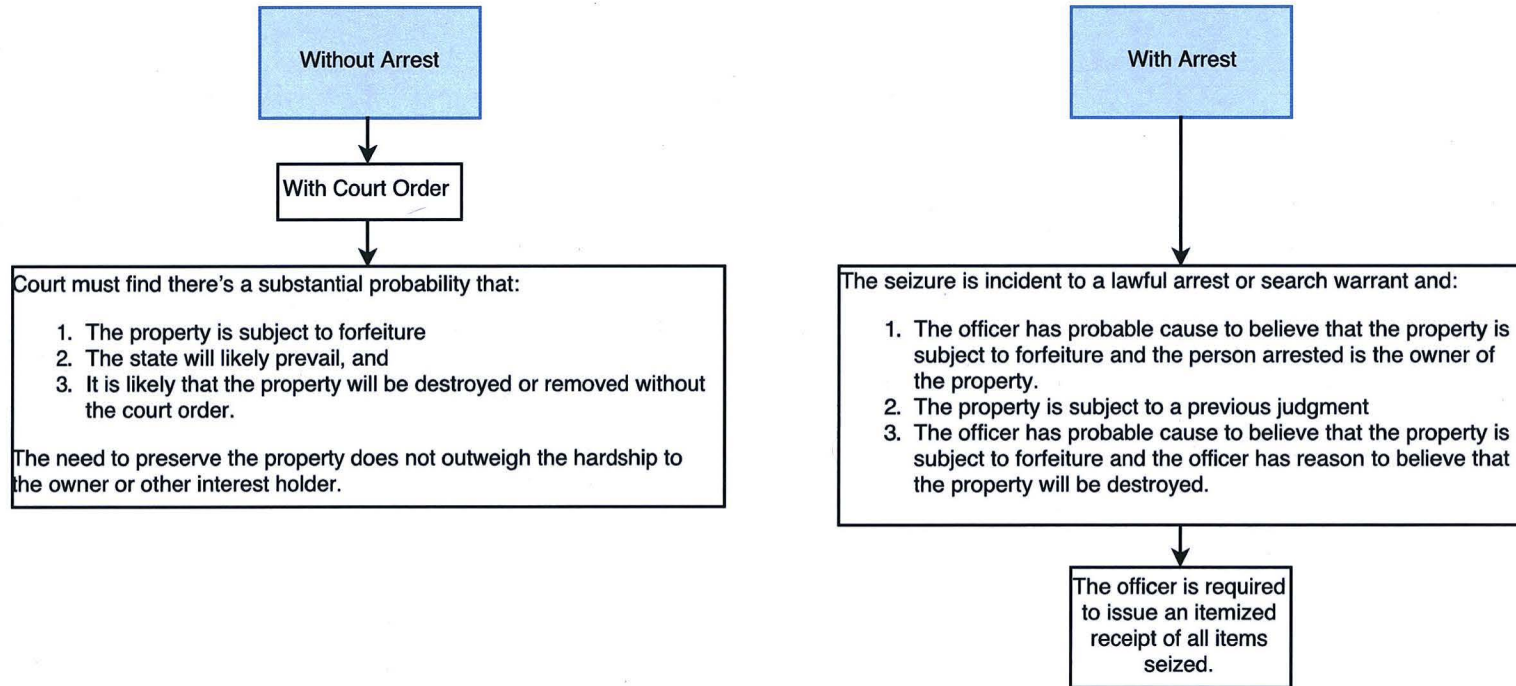 Without Arrest
With Court Order
Court must find there's a substantial probability that:
1. The property is subject to forfeiture
2. The state will likely prevail, and
3. It is likely that the property will be destroyed or removed without
the court order.
The need to preserve the property does not outweigh the hardship to
the owner or other interest holder.
With Arrest
The seizure is incident to a lawful arrest or search warrant and:
1. The officer has probable cause to believe that the property is
subject to forfeiture and the person arrested is the owner of
the property.
2. The property is subject to a previous judgment
3. The officer has probable cause to believe that the property is
subject to forfeiture and the officer has reason to believe that
the property will be destroyed.
The officer is required
to issue an itemized
receipt of all items
seized.